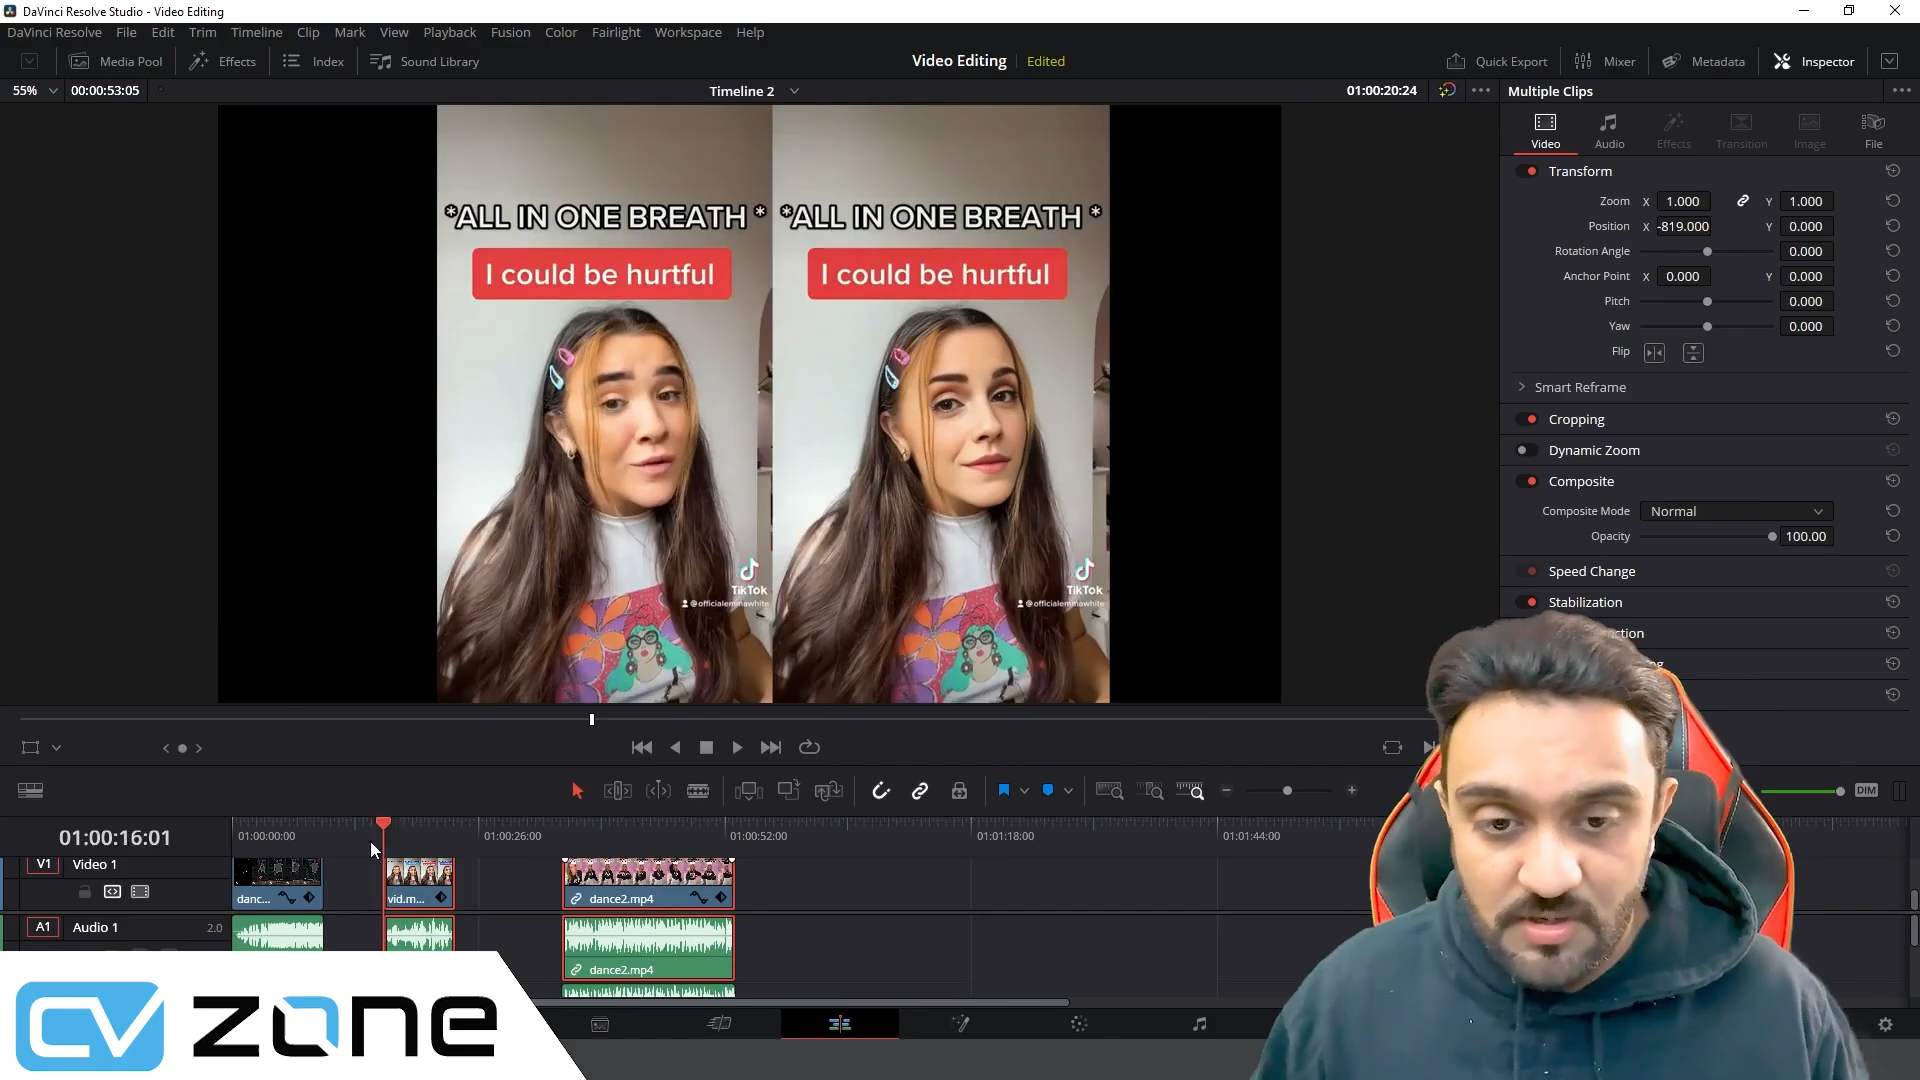 DaVinci Resolve Studio - Video Editing
DaVinci Resolve File Edit Trim Timeline Clip Mark View Playback Fusion Color Fairlight Workspace Help
Media Pool Effects Index Sound Library
Video Editing Edited
Quick Export Mixer Metadata Inspector
55% 00:00:53:05
Timeline 2
01:00:20:24
Multiple Clips
Video Audio Effects Transition Image File
Transform
Zoom X 1.000 Y 1.000
Position X -819.000 Y 0.000
Rotation Angle 0.000
Anchor Point X 0.000 Y 0.000
Pitch 0.000
Yaw 0.000
Flip
Smart Reframe
Cropping
Dynamic Zoom
Composite
Composite Mode Normal
Opacity 100.00
Speed Change
Stabilization
*ALL IN ONE BREATH *
I could be hurtful
TikTok
@officialemmawhite
*ALL IN ONE BREATH *
I could be hurtful
TikTok
@officialemmawhite
DIM
01:00:16:01
01:00:00:00 01:00:26:00 01:00:52:00 01:01:18:00 01:01:44:00
V1 Video 1
danc... vid.m... dance2.mp4
A1 Audio 1 2.0
dance2.mp4
CV ZONE